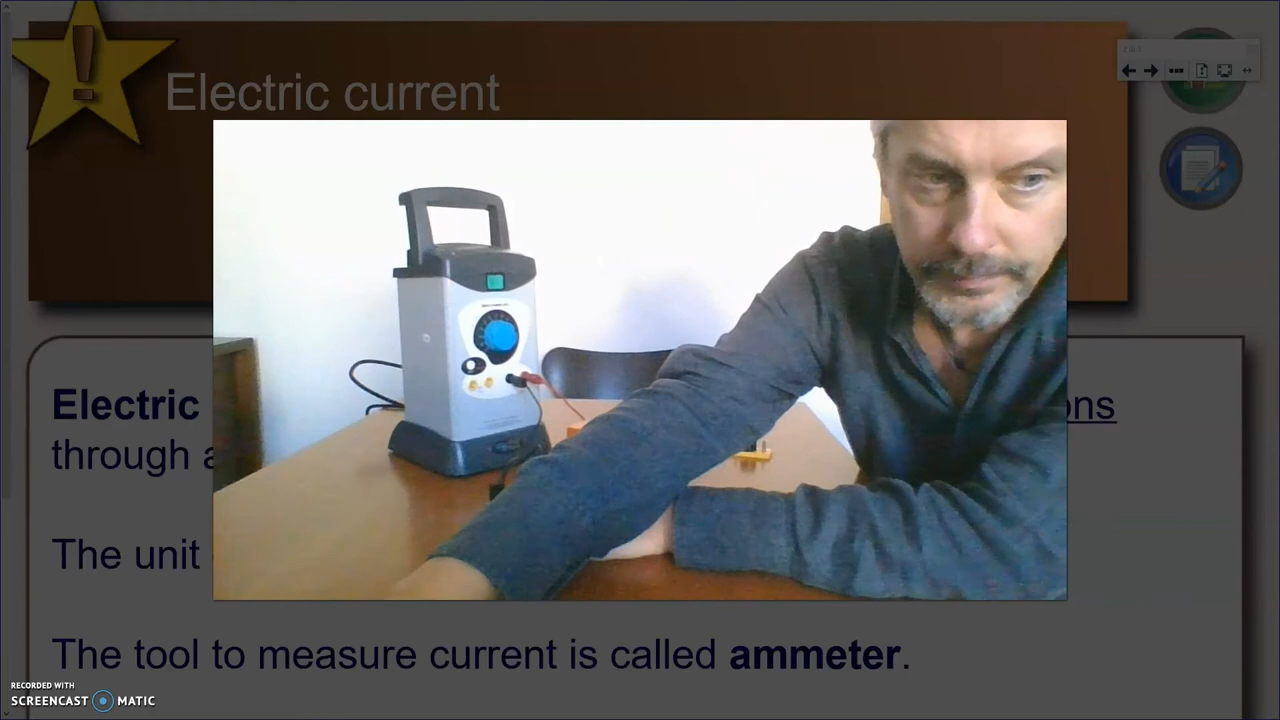 Electric current
Electric
ons
through a
The unit
The tool to measure current is called ammeter.
RECORDED WITH
SCREENCAST MATIC